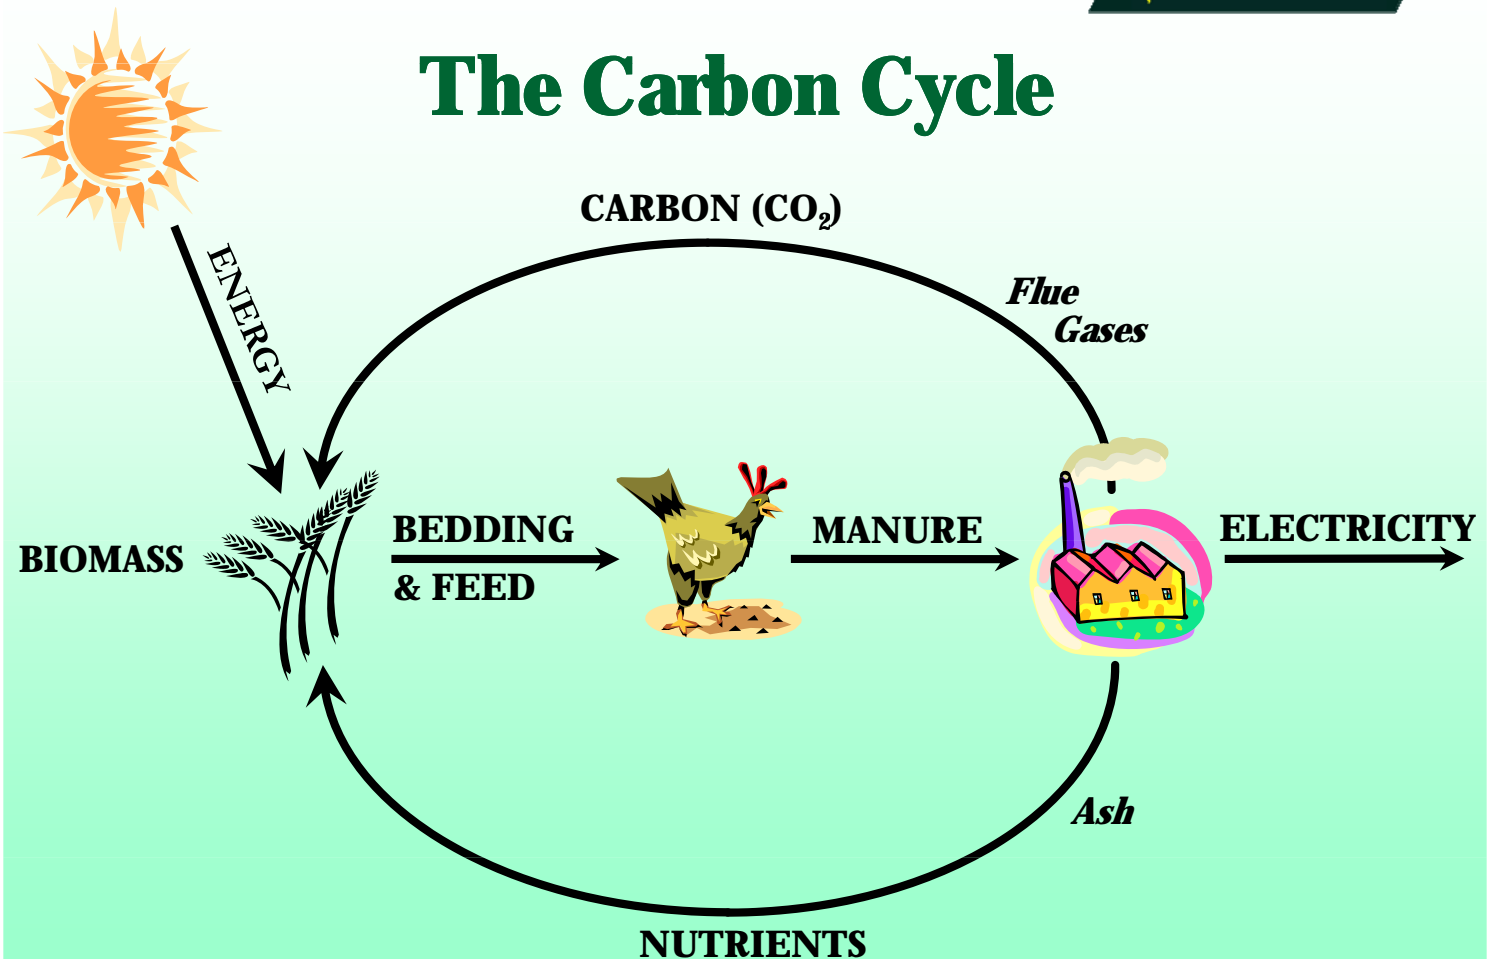 The Carbon Cycle
CARBON (CO₂)
Flue
Gases
ENERGY
BIOMASS
BEDDING
& FEED
MANURE
ELECTRICITY
Ash
NUTRIENTS